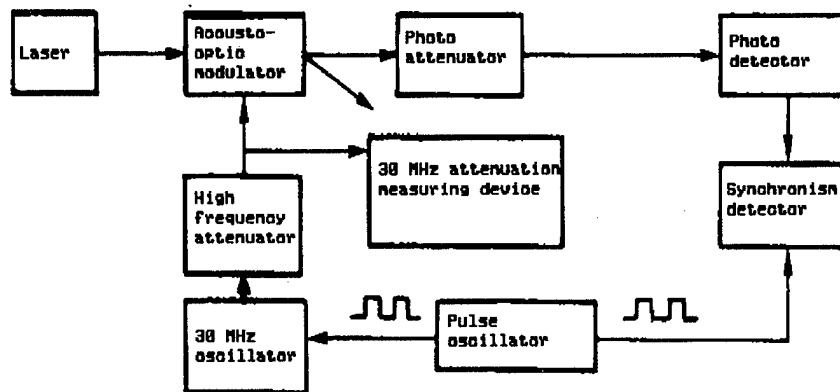 Laser
Acousto-
optic
modulator
Photo
attenuator
Photo
detector
30 MHz attenuation
measuring device
High
frequency
attenuator
Synchronism
detector
30 MHz
oscillator
Pulse
oscillator